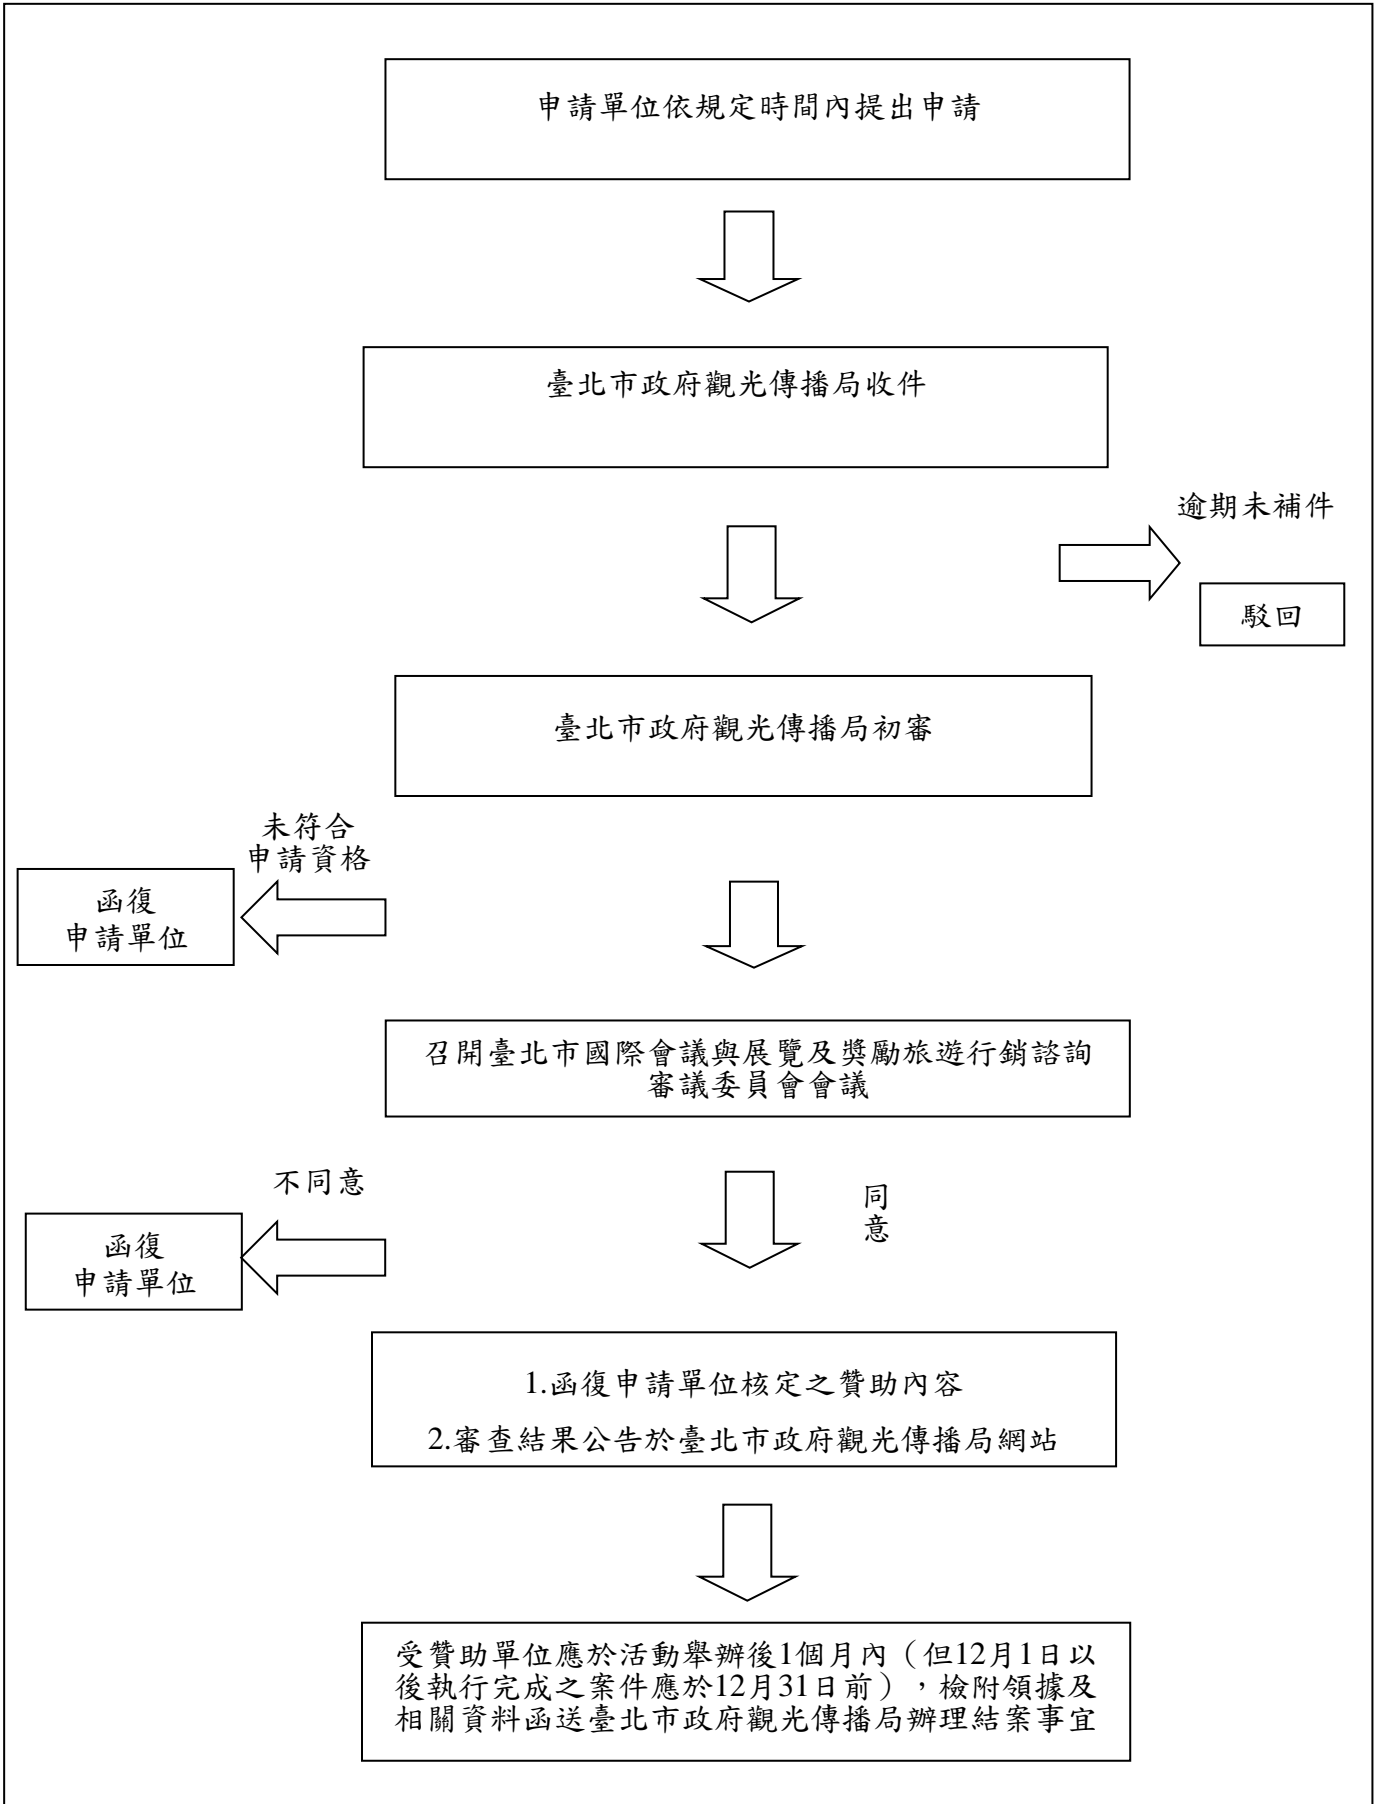 申請單位依規定時間內提出申請
臺北市政府觀光傳播局收件
逾期未補件
駁回
臺北市政府觀光傳播局初審
未符合
申請資格
函復
申請單位
召開臺北市國際會議與展覽及獎勵旅遊行銷諮詢
審議委員會會議
不同意
同
意
函復
申請單位
1.函復申請單位核定之贊助內容
2.審查結果公告於臺北市政府觀光傳播局網站
受贊助單位應於活動舉辦後1個月內（但12月1日以
後執行完成之案件應於12月31日前），檢附領據及
相關資料函送臺北市政府觀光傳播局辦理結案事宜